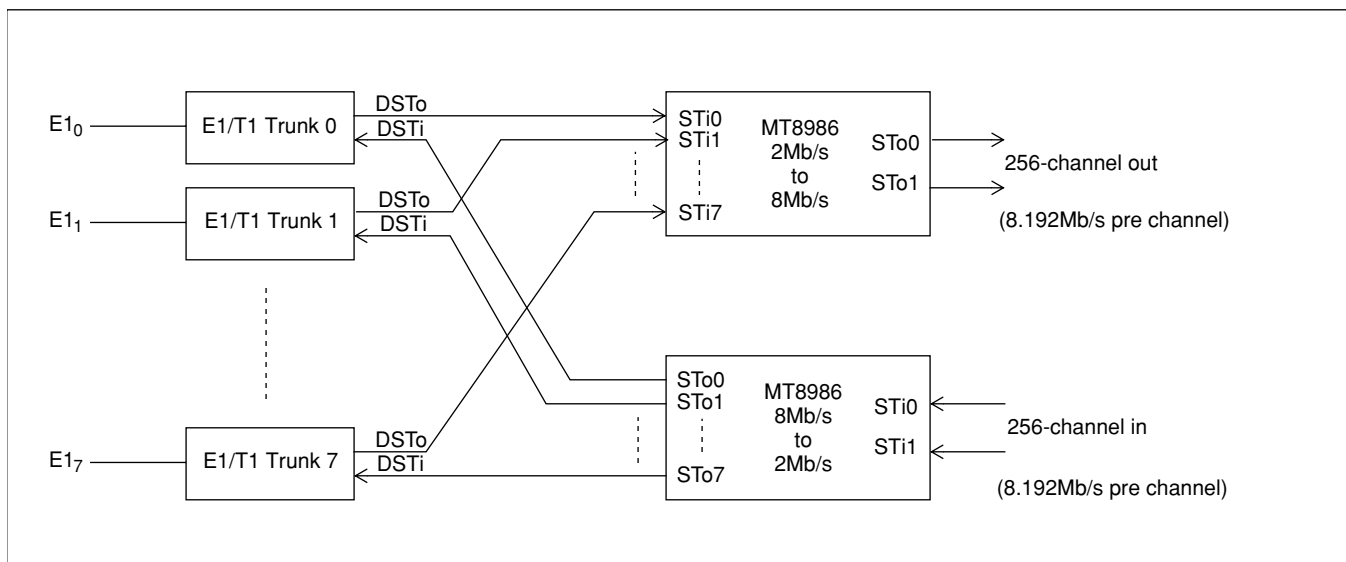 E1₀
E1/T1 Trunk 0
DSTo
DSTi
E1₁
E1/T1 Trunk 1
DSTo
DSTi
E1₇
E1/T1 Trunk 7
DSTo
DSTi
STi0
STi1
STi7
MT8986
2Mb/s
to
8Mb/s
STo0
STo1
256-channel out
(8.192Mb/s pre channel)
STo0
STo1
STo7
MT8986
8Mb/s
to
2Mb/s
STi0
STi1
256-channel in
(8.192Mb/s pre channel)